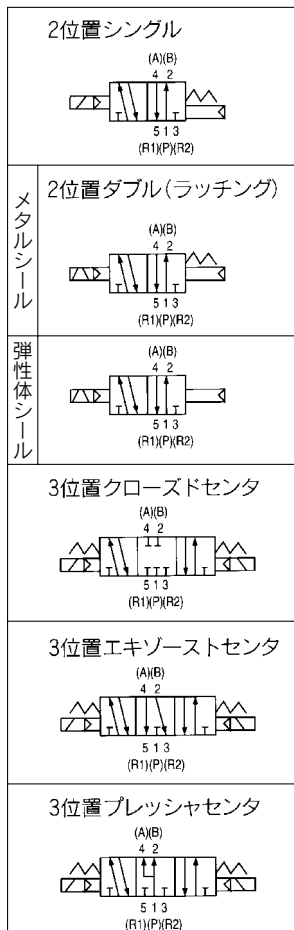 2位置シングル
(A)(B)
4 2
5 1 3
(R1)(P)(R2)
メタルシール
2位置ダブル(ラッチング)
(A)(B)
4 2
5 1 3
(R1)(P)(R2)
弾性体シール
(A)(B)
4 2
5 1 3
(R1)(P)(R2)
3位置クローズドセンタ
(A)(B)
4 2
5 1 3
(R1)(P)(R2)
3位置エキゾーストセンタ
(A)(B)
4 2
5 1 3
(R1)(P)(R2)
3位置プレッシャセンタ
(A)(B)
4 2
5 1 3
(R1)(P)(R2)